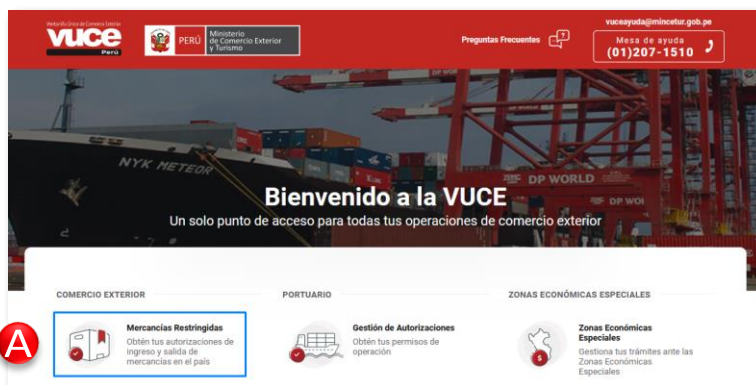 Ventanilla Única de Comercio Exterior
vuce
Perú
PERÚ
Ministerio
de Comercio Exterior
y Turismo
Preguntas Frecuentes
?
vuceayuda@mincetur.gob.pe
Mesa de ayuda
(01)207-1510
NYK METEOR
DP WORLD
DP WOR
Bienvenido a la VUCE
Un solo punto de acceso para todas tus operaciones de comercio exterior
COMERCIO EXTERIOR
A
Mercancías Restringidas
Obtén tus autorizaciones de
ingreso y salida de
mercancías en el país
PORTUARIO
Gestión de Autorizaciones
Obtén tus permisos de
operación
ZONAS ECONÓMICAS ESPECIALES
$
Zonas Económicas
Especiales
Gestiona tus trámites ante las
Zonas Económicas
Especiales